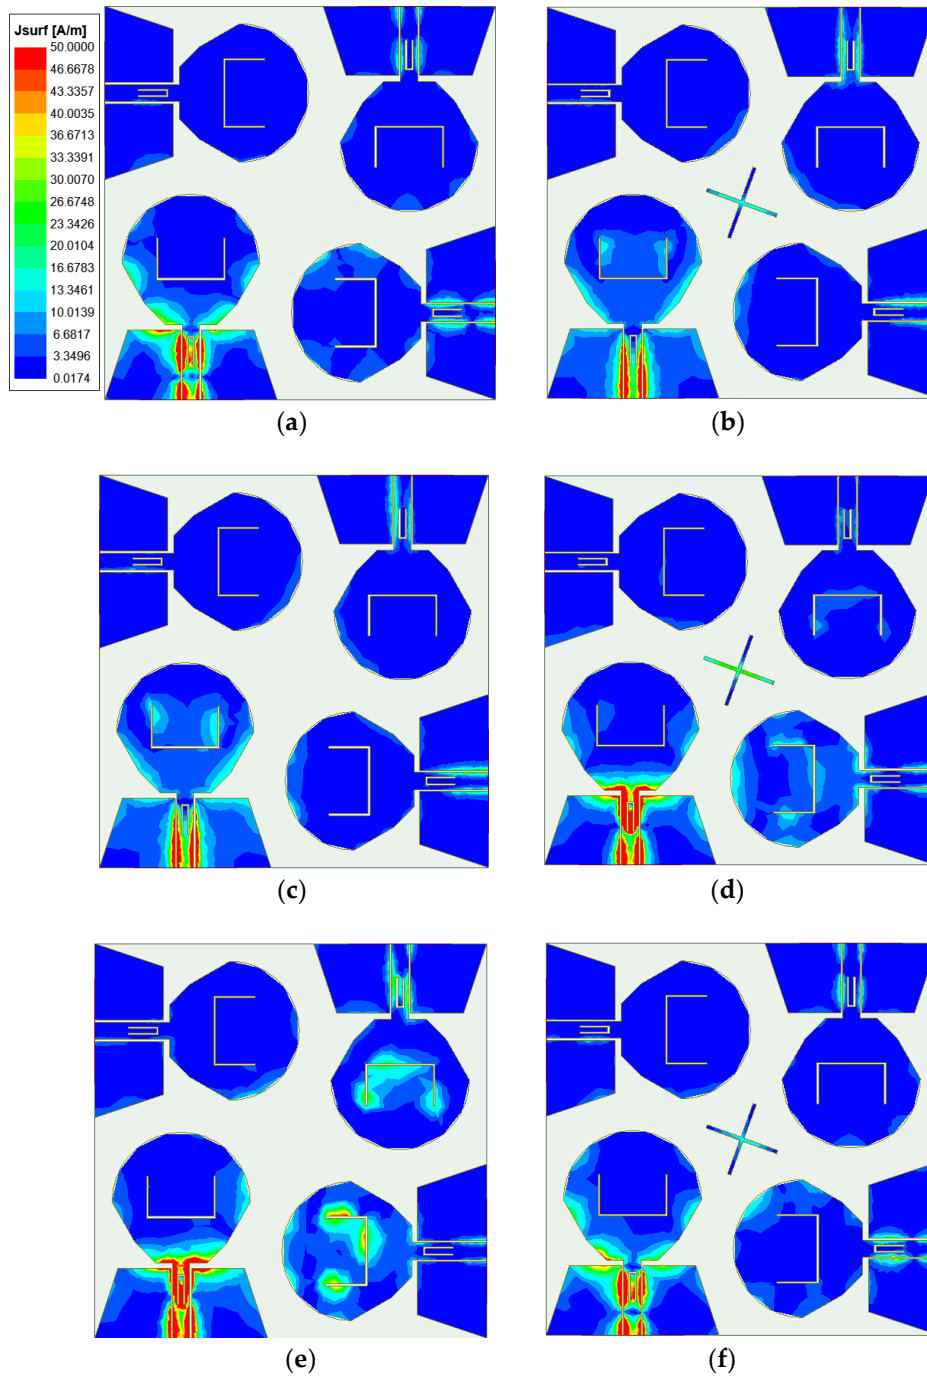 Jsurf [A/m]
50.0000
46.6678
43.3357
40.0035
36.6713
33.3391
30.0070
26.6748
23.3426
20.0104
16.6783
13.3461
10.0139
6.6817
3.3496
0.0174
(a)
(b)
(c)
(d)
(e)
(f)